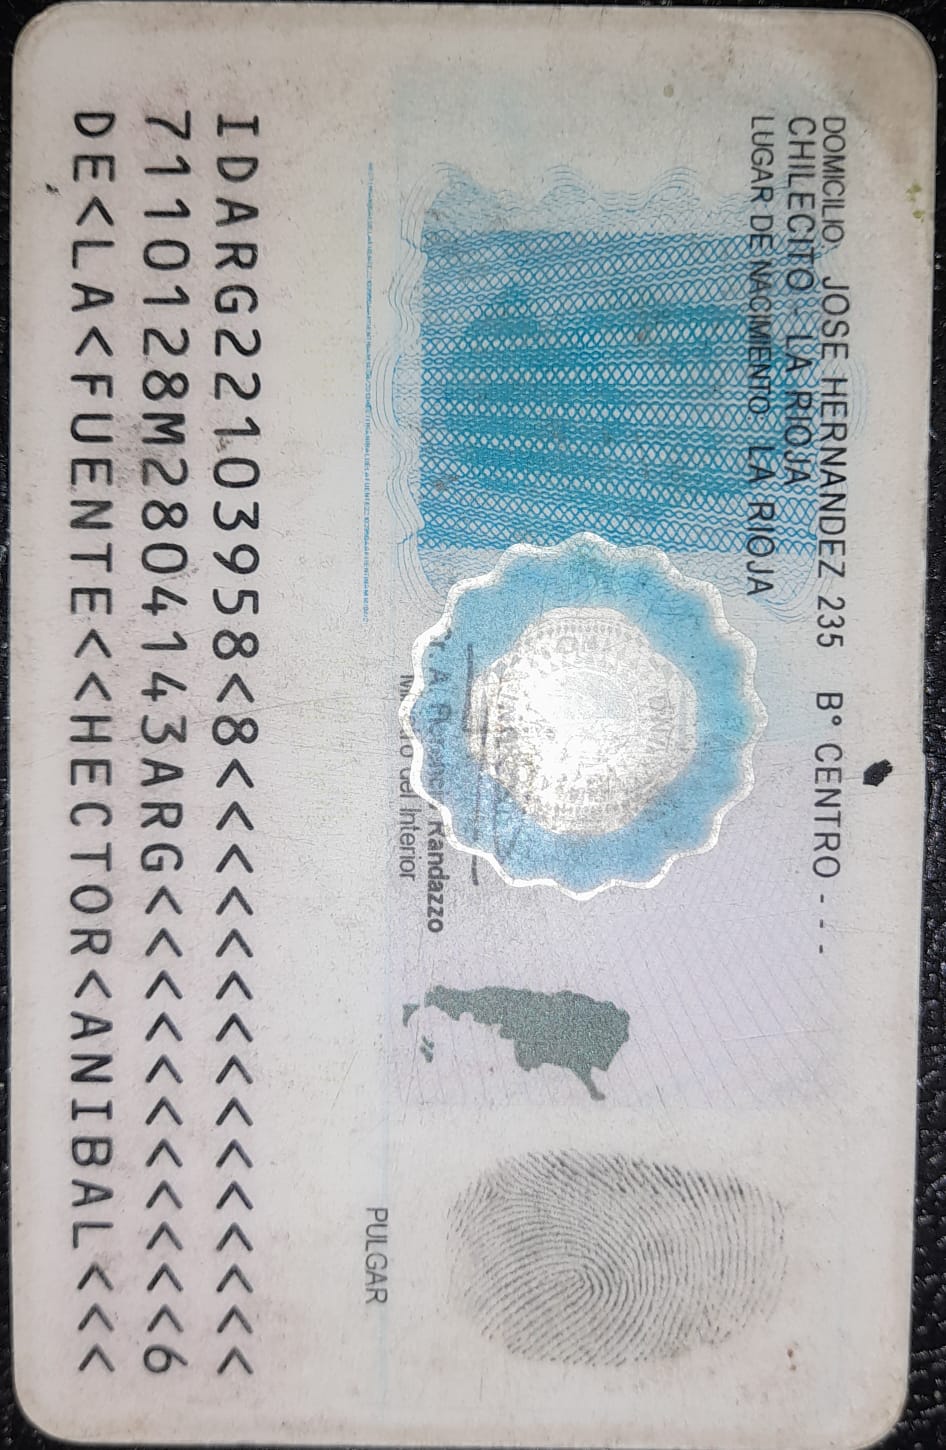 DOMICILIO: JOSE HERNANDEZ 235 B° CENTRO - - -
CHILECITO - LA RIOJA
LUGAR DE NACIMIENTO: LA RIOJA
Randazzo
del Interior
PULGAR
IDARG22103958<8<<<<<<<<<<<<<<<
7110128M2804143ARG<<<<<<<<<<<6
DE<LA<FUENTE<<HECTOR<ANIBAL<<<